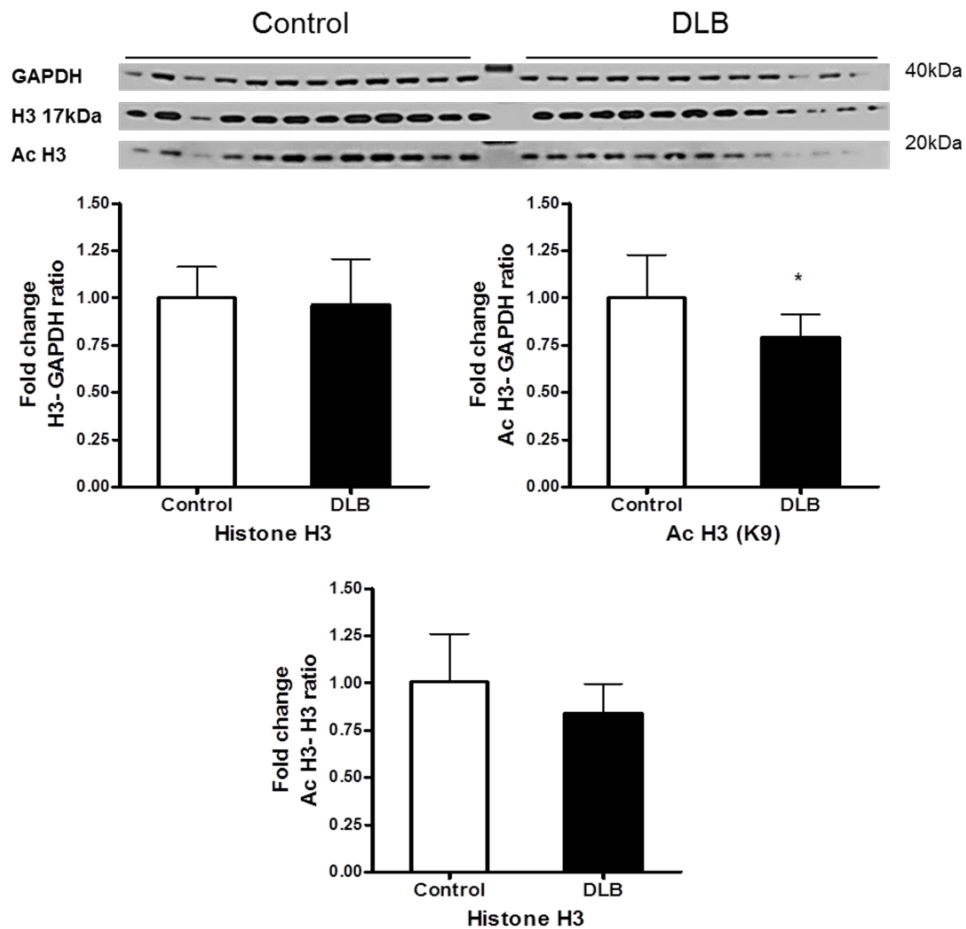 Control DLB
GAPDH 40kDa
H3 17kDa
Ac H3 20kDa
Fold change
H3- GAPDH ratio
1.50
1.25
1.00
0.75
0.50
0.25
0.00
Control DLB
Histone H3
Fold change
Ac H3- GAPDH ratio
1.50
1.25
1.00
0.75
0.50
0.25
0.00
*
Control DLB
Ac H3 (K9)
Fold change
Ac H3- H3 ratio
1.50
1.25
1.00
0.75
0.50
0.25
0.00
Control DLB
Histone H3